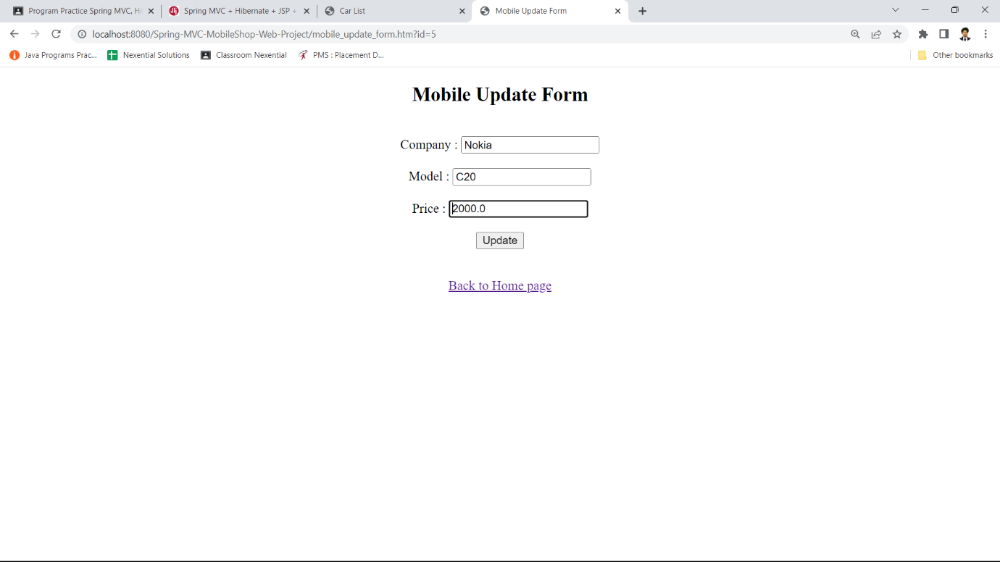 Program Practice Spring MVC, Hi
Spring MVC + Hibernate + JSP +
Car List
Mobile Update Form
localhost:8080/Spring-MVC-MobileShop-Web-Project/mobile_update_form.htm?id=5
Java Programs Prac...
Nexential Solutions
Classroom Nexential
PMS : Placement D...
Other bookmarks
Mobile Update Form
Company : Nokia
Model : C20
Price : 2000.0
Update
Back to Home page